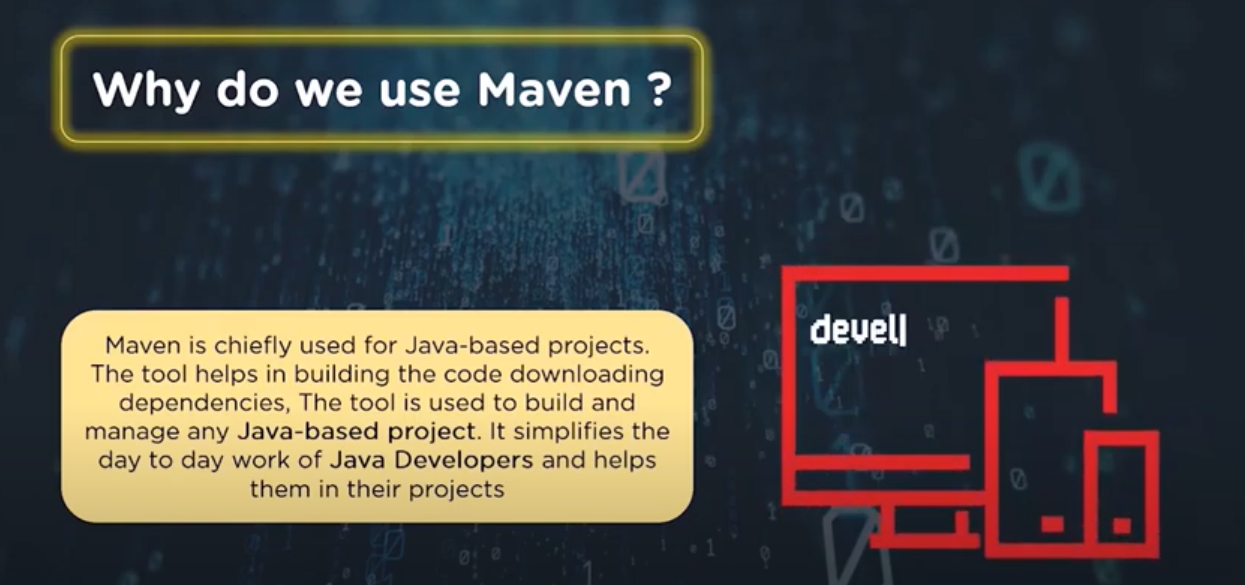 Why do we use Maven ?
Maven is chiefly used for Java-based projects.
The tool helps in building the code downloading
dependencies, The tool is used to build and
manage any Java-based project. It simplifies the
day to day work of Java Developers and helps
them in their projects
devel|